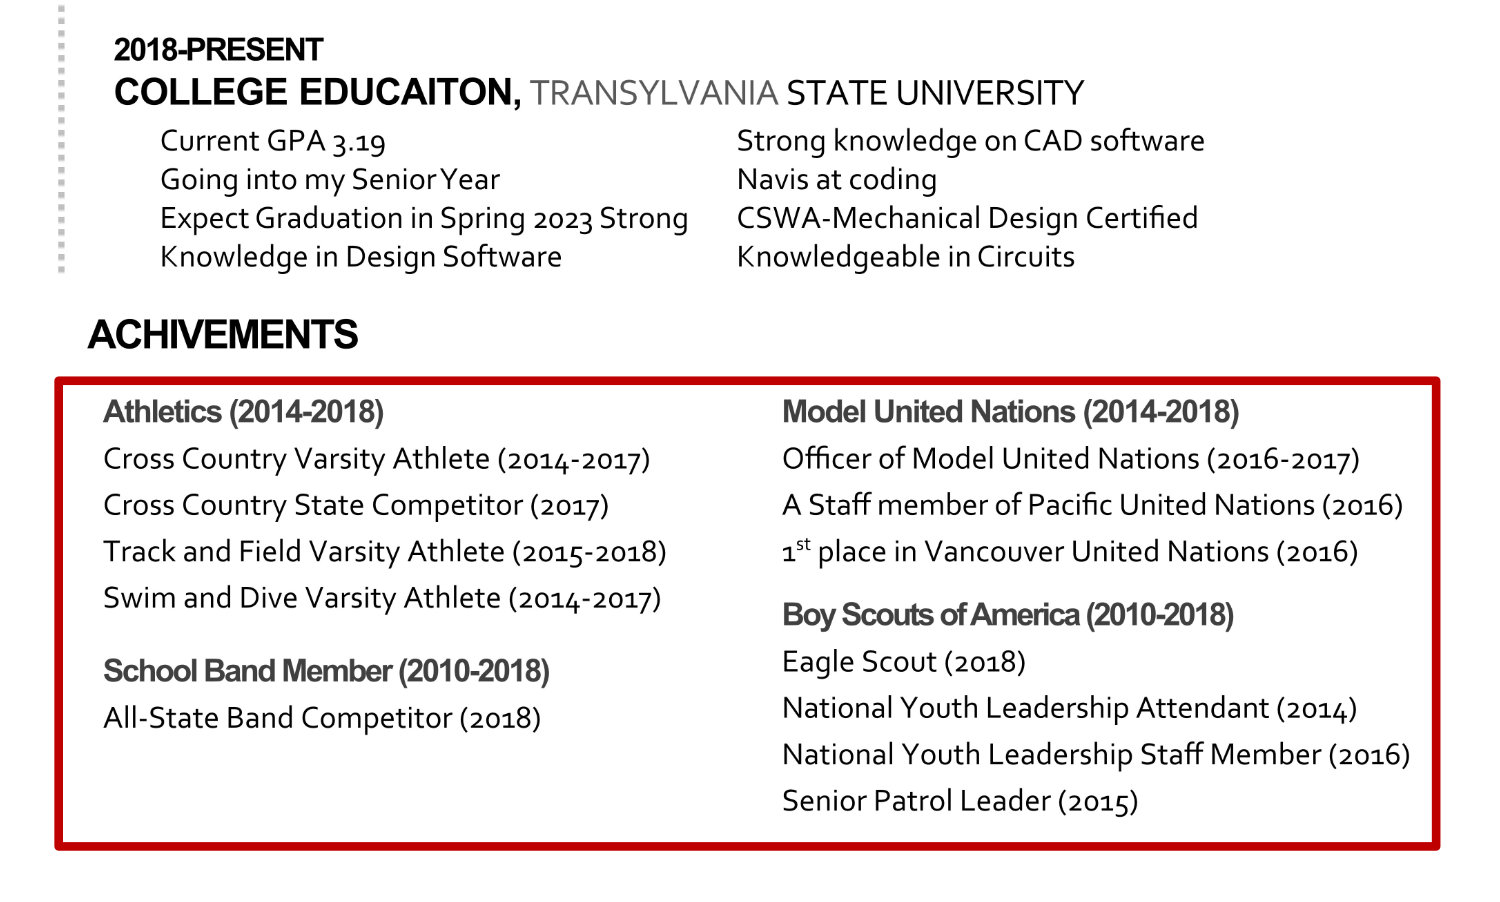 2018-PRESENT
COLLEGE EDUCAITON, TRANSYLVANIA STATE UNIVERSITY
Current GPA 3.19
Going into my Senior Year
Expect Graduation in Spring 2023 Strong
Knowledge in Design Software
Strong knowledge on CAD software
Navis at coding
CSWA-Mechanical Design Certified
Knowledgeable in Circuits
ACHIVEMENTS
Athletics (2014-2018)
Cross Country Varsity Athlete (2014-2017)
Cross Country State Competitor (2017)
Track and Field Varsity Athlete (2015-2018)
Swim and Dive Varsity Athlete (2014-2017)
School Band Member (2010-2018)
All-State Band Competitor (2018)
Model United Nations (2014-2018)
Officer of Model United Nations (2016-2017)
A Staff member of Pacific United Nations (2016)
1st place in Vancouver United Nations (2016)
Boy Scouts of America (2010-2018)
Eagle Scout (2018)
National Youth Leadership Attendant (2014)
National Youth Leadership Staff Member (2016)
Senior Patrol Leader (2015)